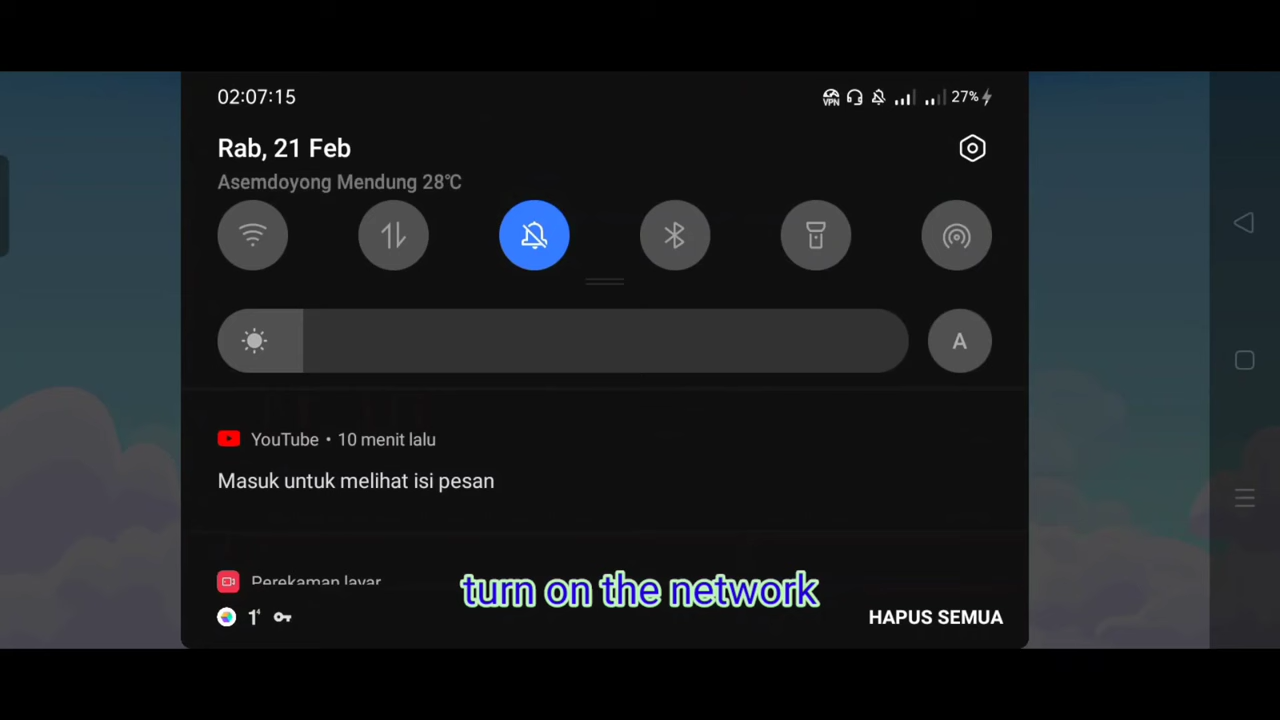 02:07:15
VPN
27%
Rab, 21 Feb
Asemdoyong Mendung 28°C
A
YouTube • 10 menit lalu
Masuk untuk melihat isi pesan
Perekaman layar
turn on the network
HAPUS SEMUA